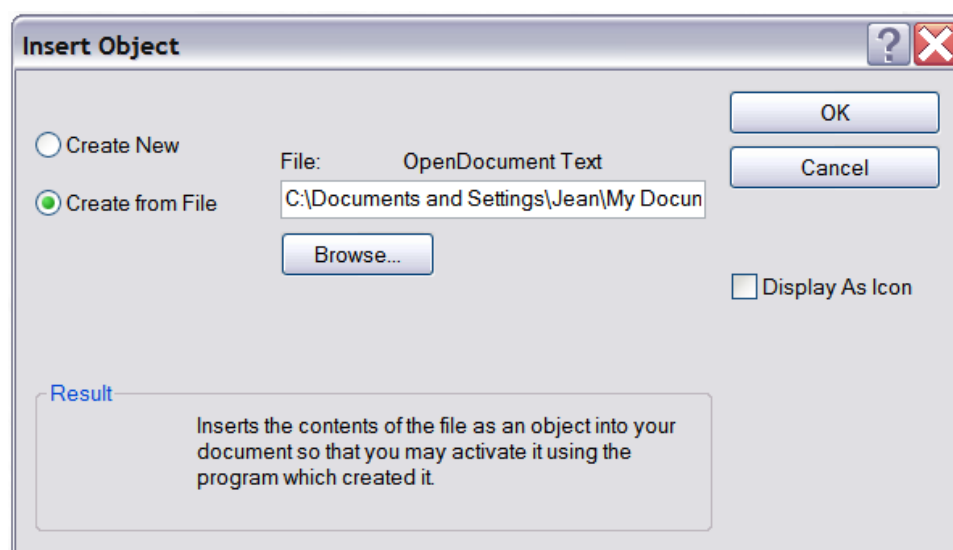 Insert Object
OK
Create New
File: OpenDocument Text
Cancel
Create from File
C:\Documents and Settings\Jean\My Docun
Browse...
Display As Icon
Result
Inserts the contents of the file as an object into your
document so that you may activate it using the
program which created it.